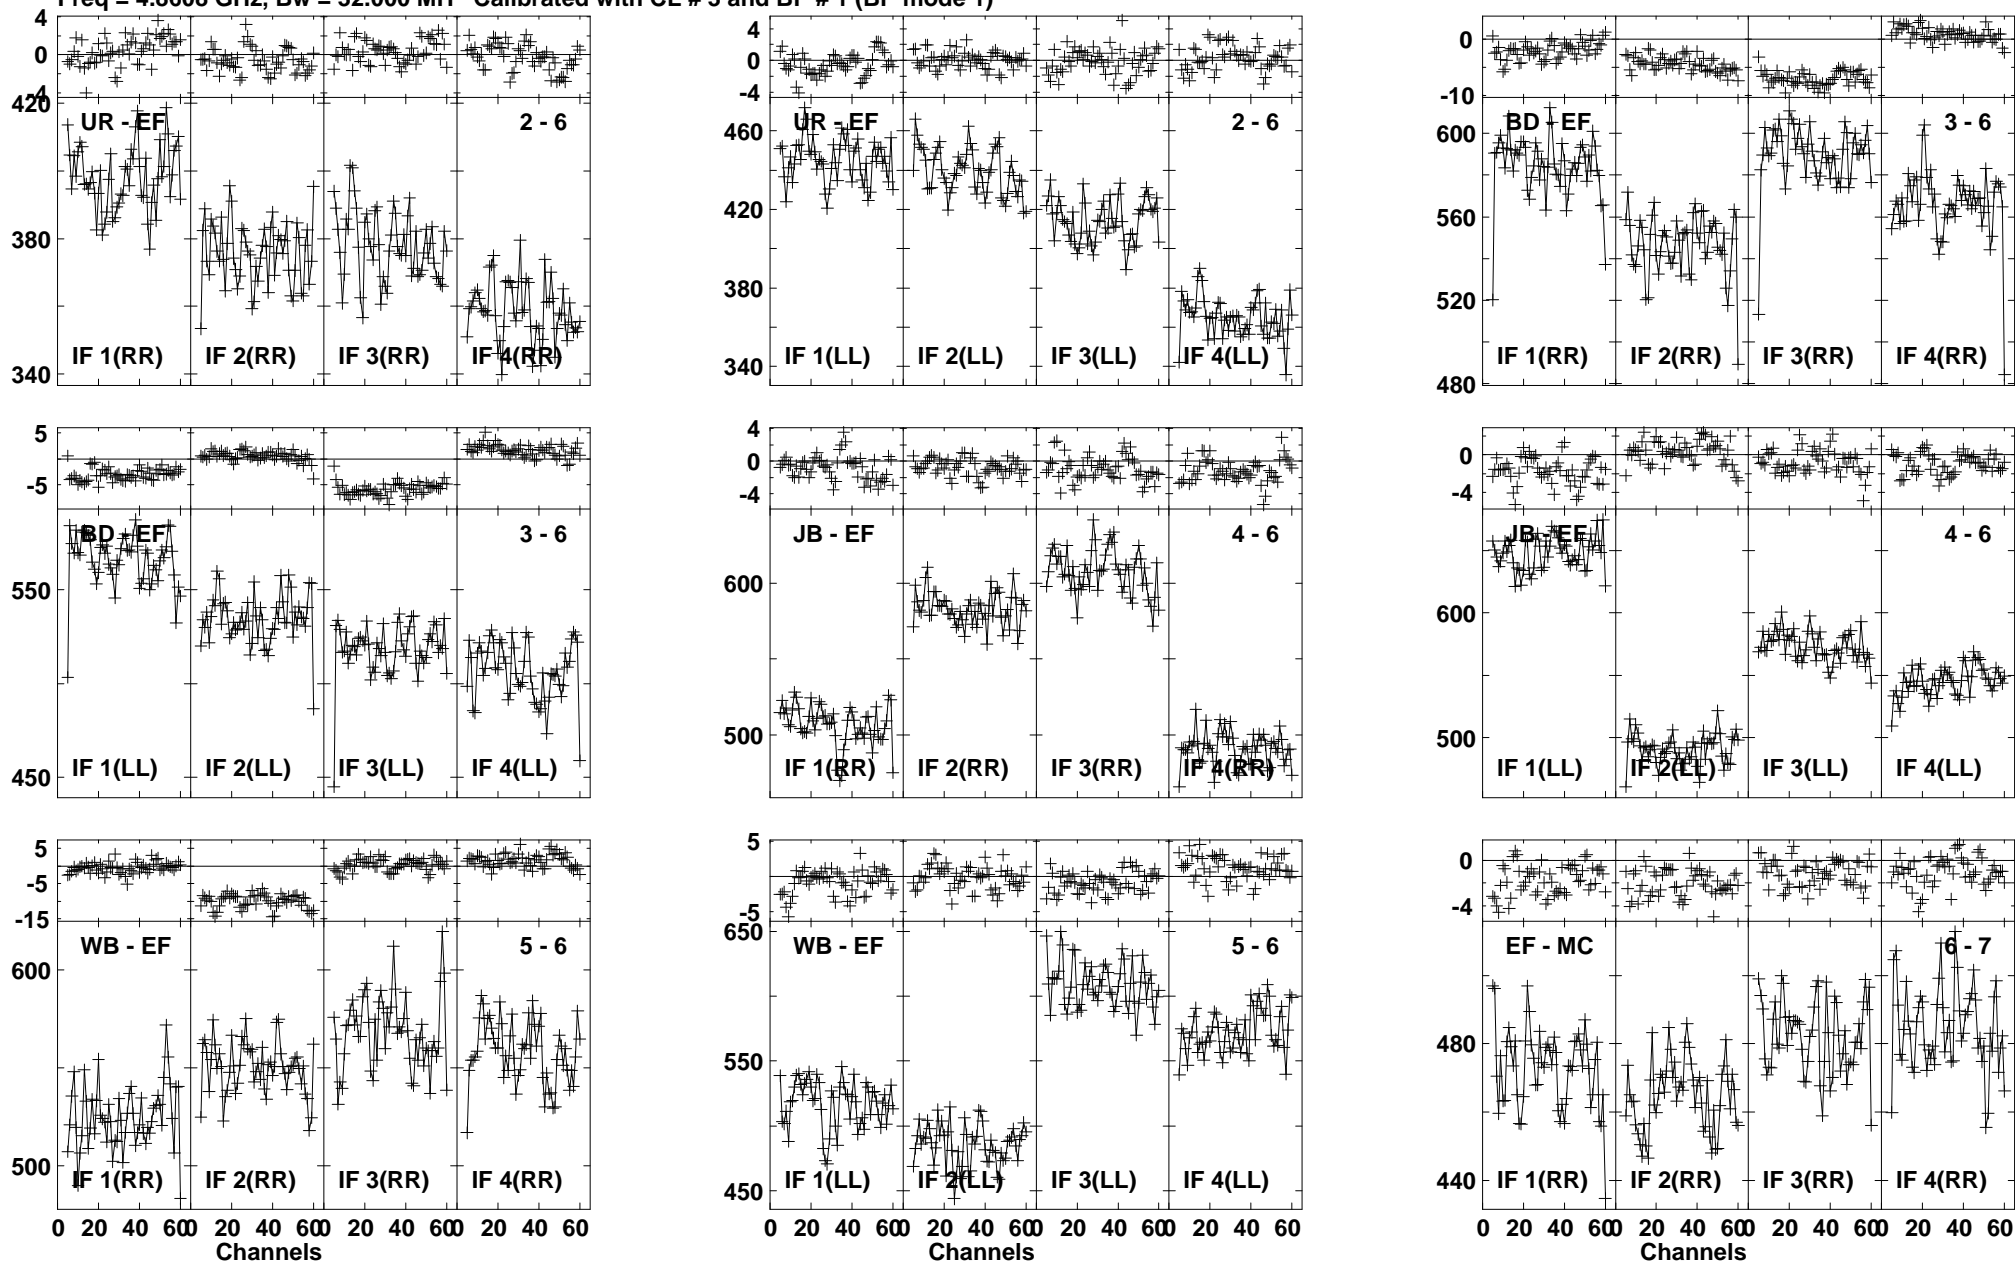 Calibrated with CL # 3 and BP # 1 (BP mode 1)
4
0
-4
420
380
340
UR - EF
2 - 6
IF 1(RR)
IF 2(RR)
IF 3(RR)
IF 4(RR)
4
0
-4
460
420
380
340
UR - EF
2 - 6
IF 1(LL)
IF 2(LL)
IF 3(LL)
IF 4(LL)
0
-10
600
560
520
480
BD - EF
3 - 6
IF 1(RR)
IF 2(RR)
IF 3(RR)
IF 4(RR)
5
-5
550
450
BD - EF
3 - 6
IF 1(LL)
IF 2(LL)
IF 3(LL)
IF 4(LL)
4
0
-4
600
500
JB - EF
4 - 6
IF 1(RR)
IF 2(RR)
IF 3(RR)
IF 4(RR)
0
-4
600
500
JB - EF
4 - 6
IF 1(LL)
IF 2(LL)
IF 3(LL)
IF 4(LL)
5
-5
-15
600
500
WB - EF
5 - 6
IF 1(RR)
IF 2(RR)
IF 3(RR)
IF 4(RR)
0 20 40 60 0 20 40 60 0 20 40 60 0 20 40 60
Channels
5
-5
650
550
450
WB - EF
5 - 6
IF 1(LL)
IF 2(LL)
IF 3(LL)
IF 4(LL)
0 20 40 60 0 20 40 60 0 20 40 60 0 20 40 60
Channels
0
-4
480
440
EF - MC
6 - 7
IF 1(RR)
IF 2(RR)
IF 3(RR)
IF 4(RR)
0 20 40 60 0 20 40 60 0 20 40 60 0 20 40 60
Channels